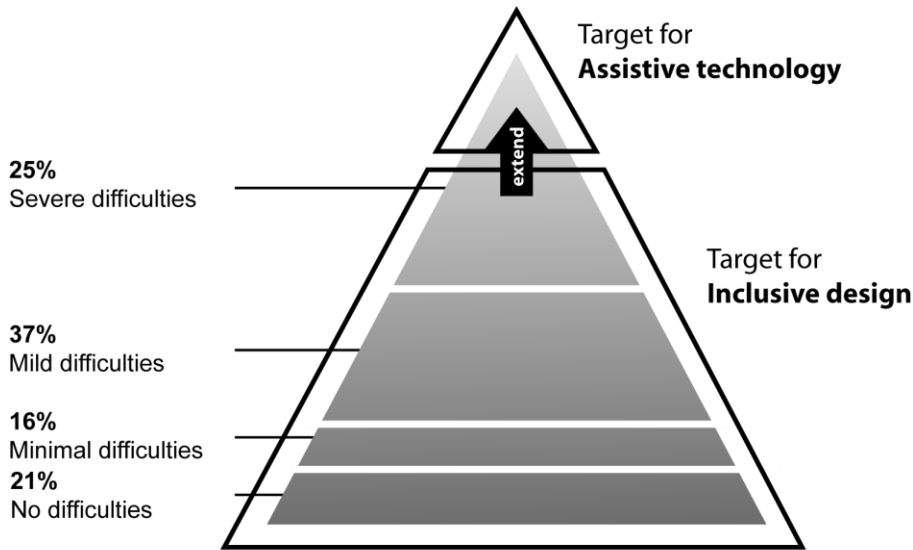 Target for
Assistive technology
extend
25%
Severe difficulties
Target for
Inclusive design
37%
Mild difficulties
16%
Minimal difficulties
21%
No difficulties